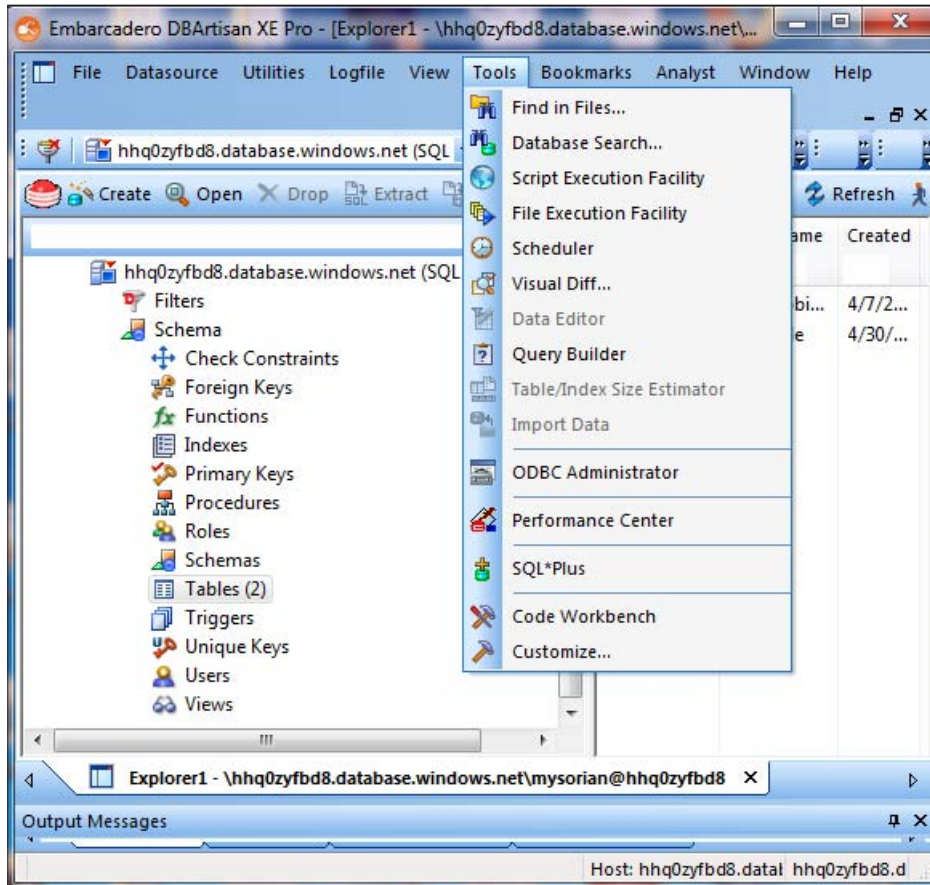 Embarcadero DBArtisan XE Pro - [Explorer1 - \hhq0zyfbd8.database.windows.net\...
File Datasource Utilities Logfile View Tools Bookmarks Analyst Window Help
hhq0zyfbd8.database.windows.net (SQL
Create Open Drop Extract Refresh
Created
hhq0zyfbd8.database.windows.net (SQL
Filters
Schema
Check Constraints
Foreign Keys
Functions
Indexes
Primary Keys
Procedures
Roles
Schemas
Tables (2)
Triggers
Unique Keys
Users
Views
Find in Files...
Database Search...
Script Execution Facility
File Execution Facility
Scheduler
Visual Diff...
Data Editor
Query Builder
Table/Index Size Estimator
Import Data
ODBC Administrator
Performance Center
SQL*Plus
Code Workbench
Customize...
4/7/2...
4/30/...
Explorer1 - \hhq0zyfbd8.database.windows.net\mysorian@hhq0zyfbd8
Output Messages
Host: hhq0zyfbd8.datal hhq0zyfbd8.d